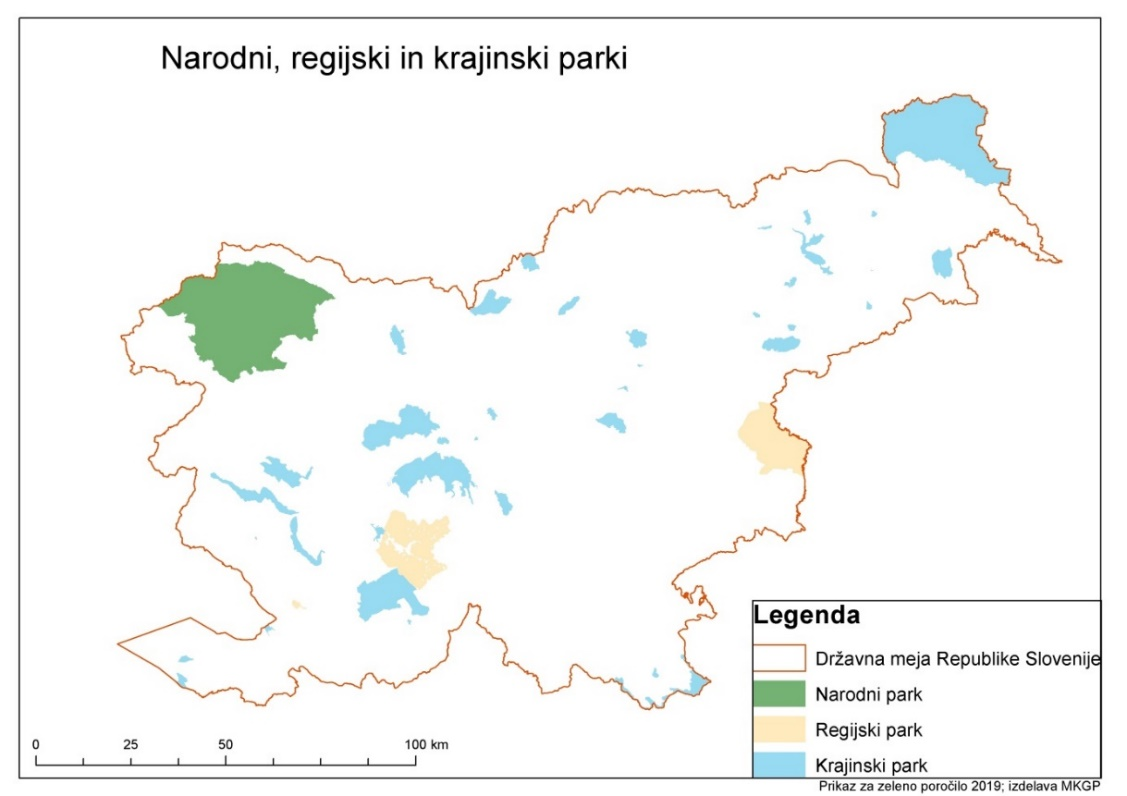 Narodni, regijski in krajinski parki
Legenda
Državna meja Republike Slovenije
Narodni park
Regijski park
Krajinski park
0 25 50 100 km
Prikaz za zeleno poročilo 2019; izdelava MKGP